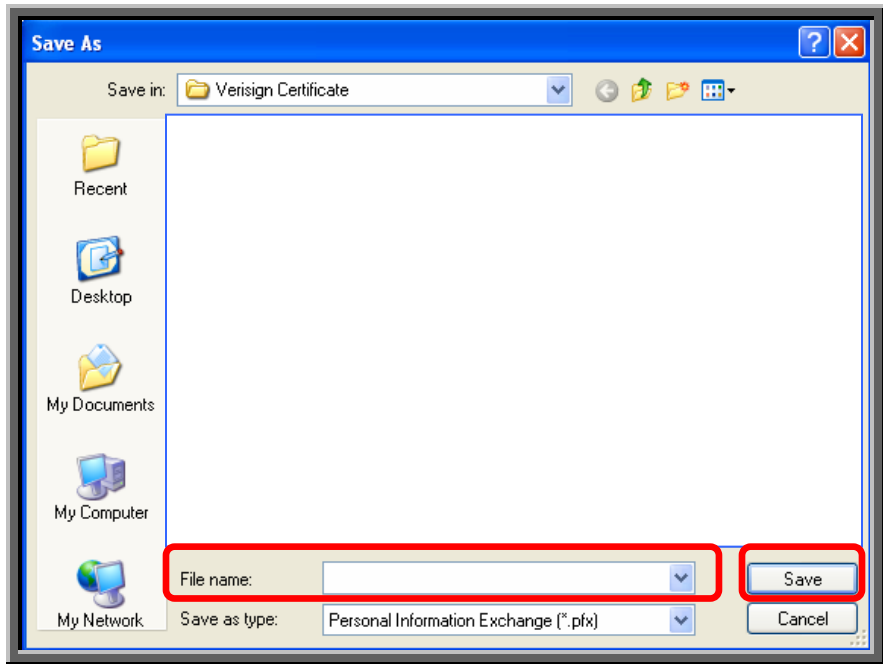 Save As
Save in: Verisign Certificate
Recent
Desktop
My Documents
My Computer
My Network
File name:
Save
Save as type: Personal Information Exchange (*.pfx)
Cancel